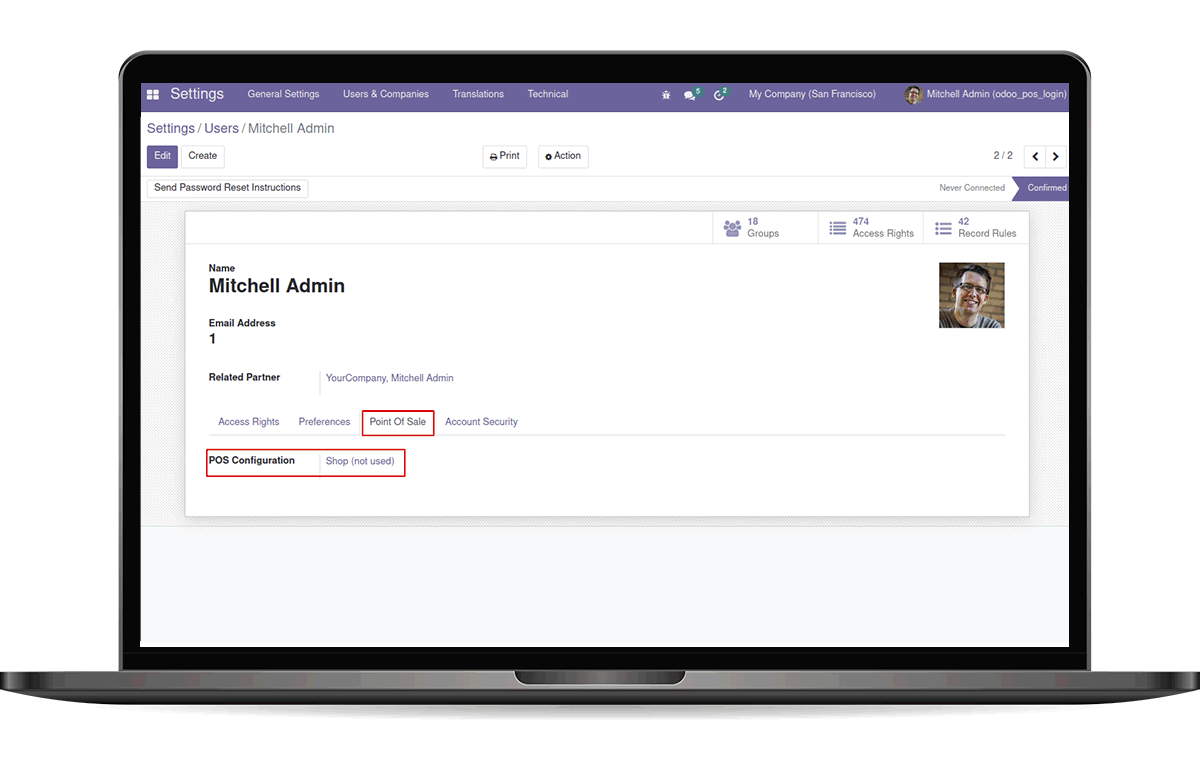 Settings General Settings Users & Companies Translations Technical 5 2 My Company (San Francisco) Mitchell Admin (odoo_pos_login)
Settings / Users / Mitchell Admin
Edit Create Print Action 2 / 2
Send Password Reset Instructions Never Connected Confirmed
18 Groups 474 Access Rights 42 Record Rules
Name
Mitchell Admin
Email Address
1
Related Partner YourCompany, Mitchell Admin
Access Rights Preferences Point Of Sale Account Security
POS Configuration Shop (not used)